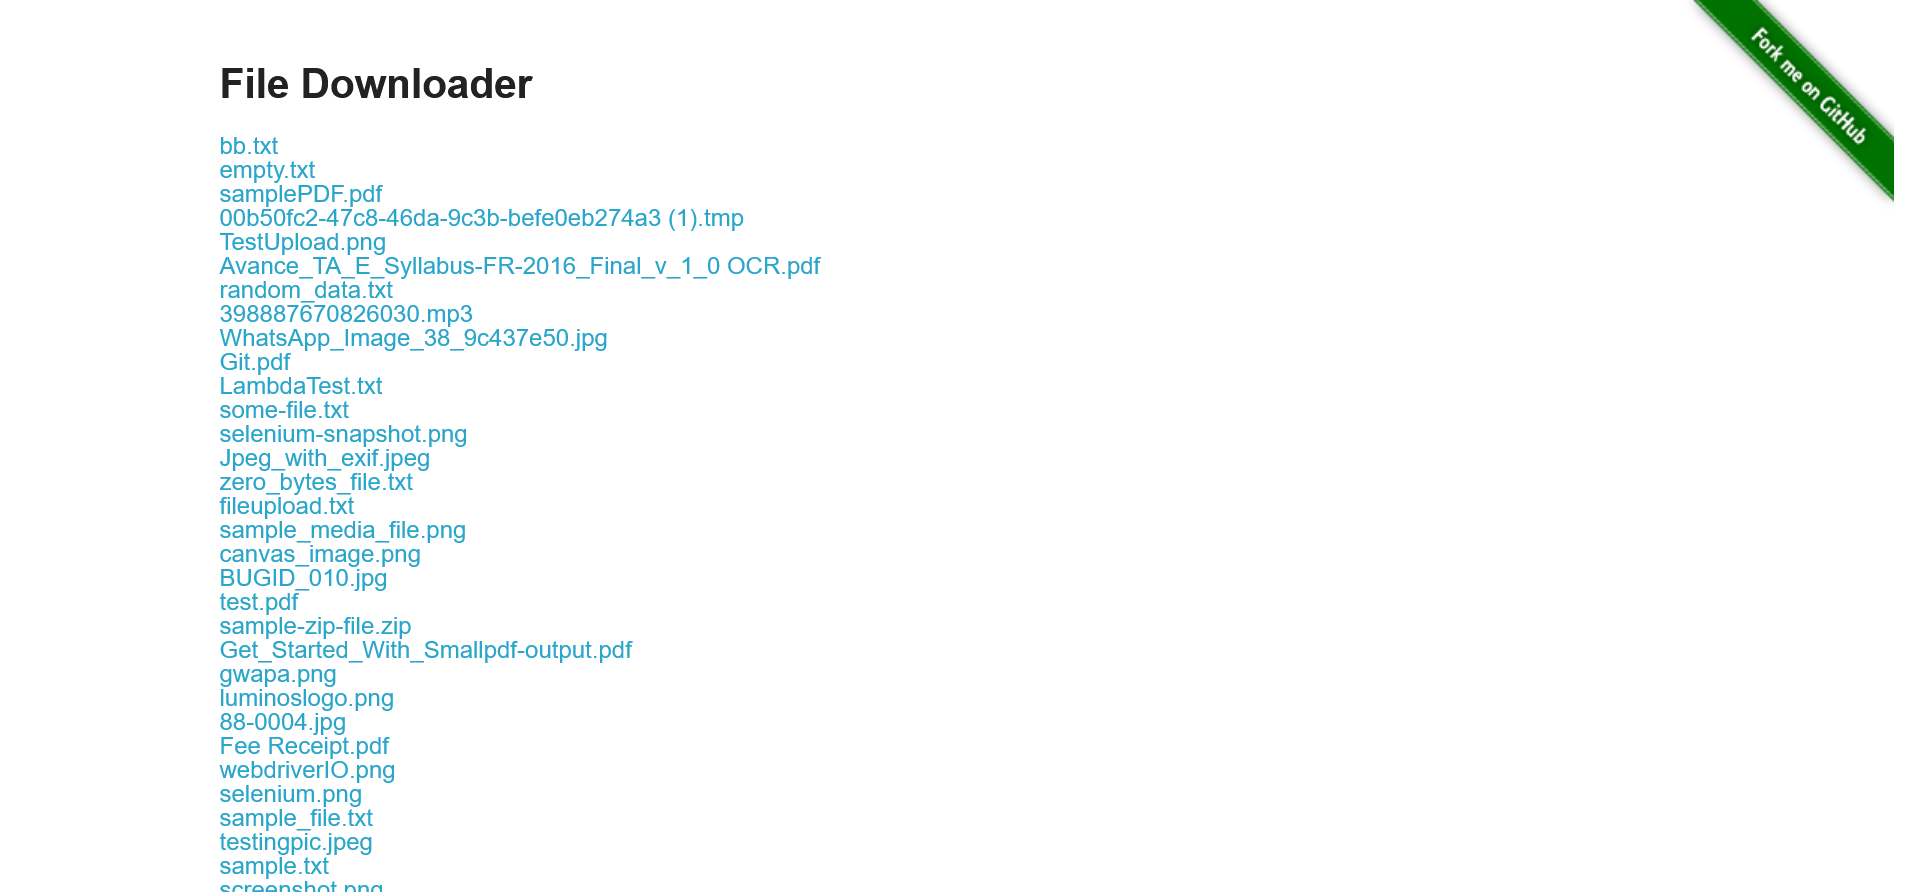 File Downloader
Fork me on GitHub
bb.txt
empty.txt
samplePDF.pdf
00b50fc2-47c8-46da-9c3b-befe0eb274a3 (1).tmp
TestUpload.png
Avance_TA_E_Syllabus-FR-2016_Final_v_1_0 OCR.pdf
random_data.txt
398887670826030.mp3
WhatsApp_Image_38_9c437e50.jpg
Git.pdf
LambdaTest.txt
some-file.txt
selenium-snapshot.png
Jpeg_with_exif.jpeg
zero_bytes_file.txt
fileupload.txt
sample_media_file.png
canvas_image.png
BUGID_010.jpg
test.pdf
sample-zip-file.zip
Get_Started_With_Smallpdf-output.pdf
gwapa.png
luminoslogo.png
88-0004.jpg
Fee Receipt.pdf
webdriverIO.png
selenium.png
sample_file.txt
testingpic.jpeg
sample.txt
screenshot.png